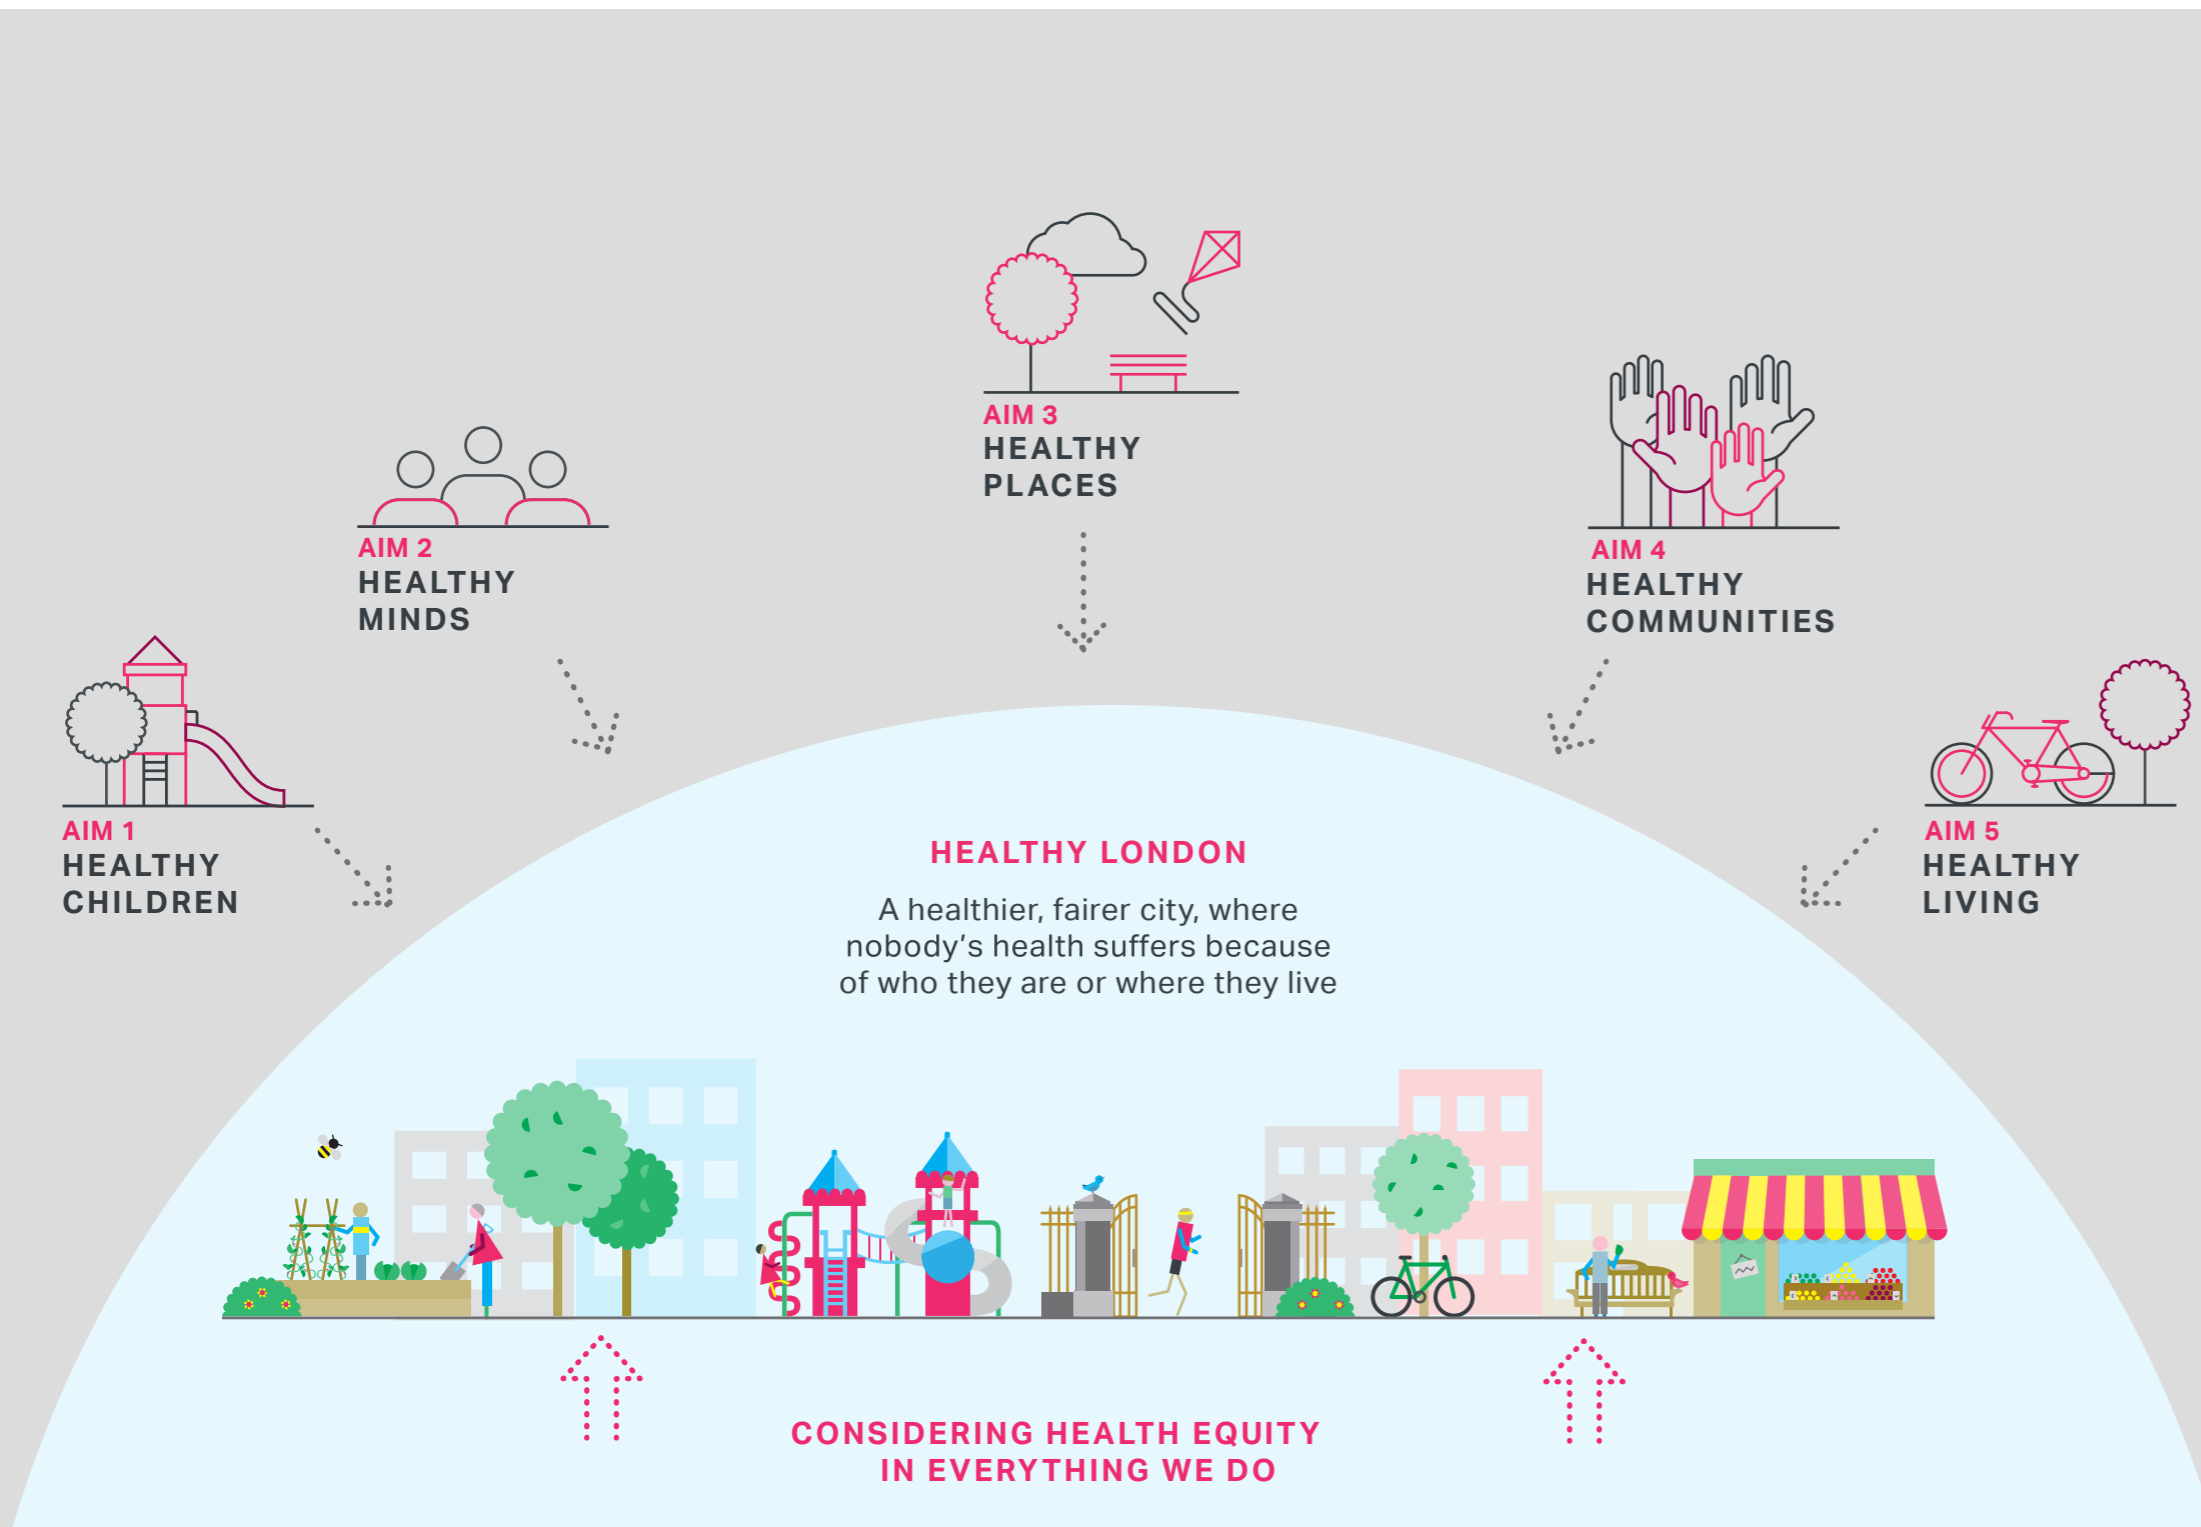 AIM 1
HEALTHY
CHILDREN
AIM 2
HEALTHY
MINDS
AIM 3
HEALTHY
PLACES
AIM 4
HEALTHY
COMMUNITIES
AIM 5
HEALTHY
LIVING
HEALTHY LONDON
A healthier, fairer city, where
nobody's health suffers because
of who they are or where they live
CONSIDERING HEALTH EQUITY
IN EVERYTHING WE DO